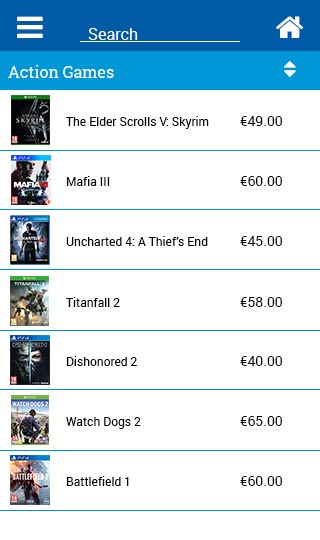 Search
Action Games
SKYRIM
The Elder Scrolls V: Skyrim €49.00
MAFIA III
Mafia III €60.00
Uncharted 4: A Thief's End €45.00
TITANFALL 2
Titanfall 2 €58.00
DISHONORED 2
Dishonored 2 €40.00
WATCH DOGS 2
Watch Dogs 2 €65.00
BATTLEFIELD 1
Battlefield 1 €60.00